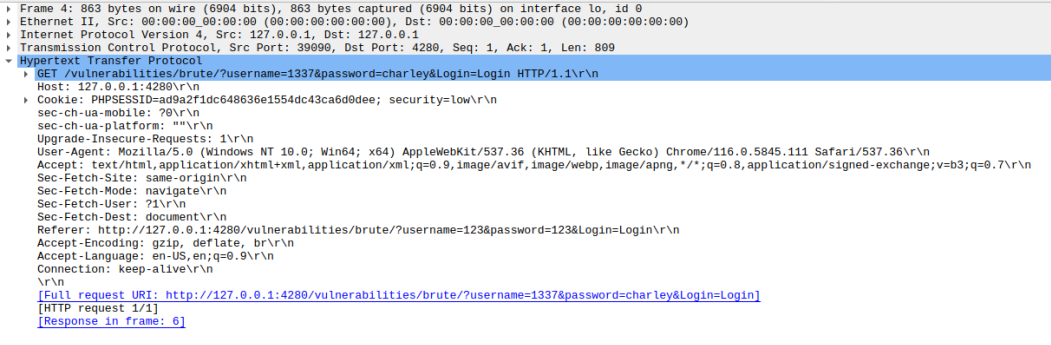 Frame 4: 863 bytes on wire (6904 bits), 863 bytes captured (6904 bits) on interface lo, id 0
Ethernet II, Src: 00:00:00_00:00:00 (00:00:00:00:00:00), Dst: 00:00:00_00:00:00 (00:00:00:00:00:00)
Internet Protocol Version 4, Src: 127.0.0.1, Dst: 127.0.0.1
Transmission Control Protocol, Src Port: 39090, Dst Port: 4280, Seq: 1, Ack: 1, Len: 809
Hypertext Transfer Protocol
GET /vulnerabilities/brute/?username=1337&password=charley&Login=Login HTTP/1.1\r\n
Host: 127.0.0.1:4280\r\n
Cookie: PHPSESSID=ad9a2f1dc648636e1554dc43ca6d0dee; security=low\r\n
sec-ch-ua-mobile: ?0\r\n
sec-ch-ua-platform: ""\r\n
Upgrade-Insecure-Requests: 1\r\n
User-Agent: Mozilla/5.0 (Windows NT 10.0; Win64; x64) AppleWebKit/537.36 (KHTML, like Gecko) Chrome/116.0.5845.111 Safari/537.36\r\n
Accept: text/html,application/xhtml+xml,application/xml;q=0.9,image/avif,image/webp,image/apng,*/*;q=0.8,application/signed-exchange;v=b3;q=0.7\r\n
Sec-Fetch-Site: same-origin\r\n
Sec-Fetch-Mode: navigate\r\n
Sec-Fetch-User: ?1\r\n
Sec-Fetch-Dest: document\r\n
Referer: http://127.0.0.1:4280/vulnerabilities/brute/?username=123&password=123&Login=Login\r\n
Accept-Encoding: gzip, deflate, br\r\n
Accept-Language: en-US,en;q=0.9\r\n
Connection: keep-alive\r\n
\r\n
[Full request URI: http://127.0.0.1:4280/vulnerabilities/brute/?username=1337&password=charley&Login=Login]
[HTTP request 1/1]
[Response in frame: 6]